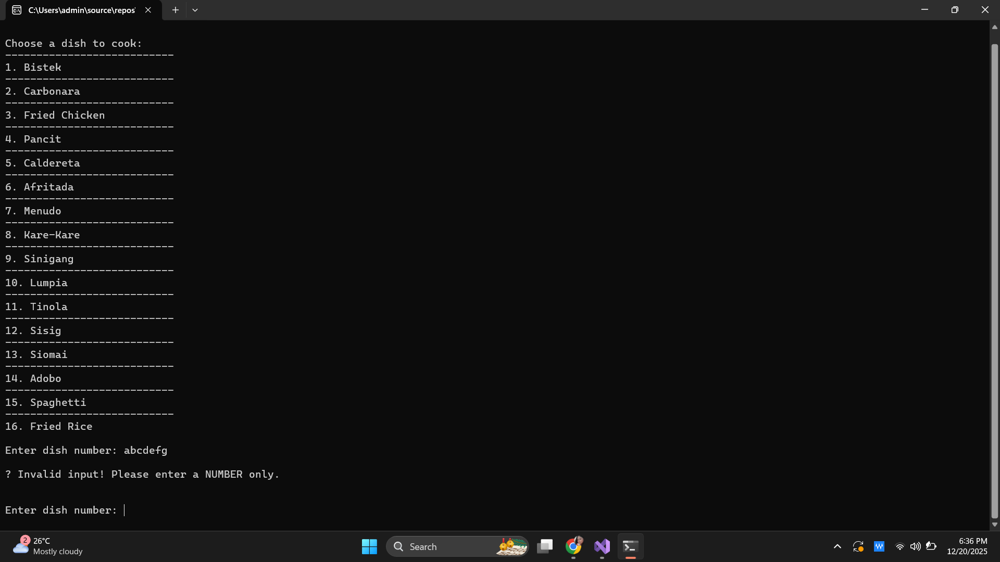 C:\Users\admin\source\repos\
Choose a dish to cook:
---------------------------
1. Bistek
---------------------------
2. Carbonara
---------------------------
3. Fried Chicken
---------------------------
4. Pancit
---------------------------
5. Caldereta
---------------------------
6. Afritada
---------------------------
7. Menudo
---------------------------
8. Kare-Kare
---------------------------
9. Sinigang
---------------------------
10. Lumpia
---------------------------
11. Tinola
---------------------------
12. Sisig
---------------------------
13. Siomai
---------------------------
14. Adobo
---------------------------
15. Spaghetti
---------------------------
16. Fried Rice
Enter dish number: abcdefg
? Invalid input! Please enter a NUMBER only.
Enter dish number:
2
26°C
Mostly cloudy
Search
6:36 PM
12/20/2025